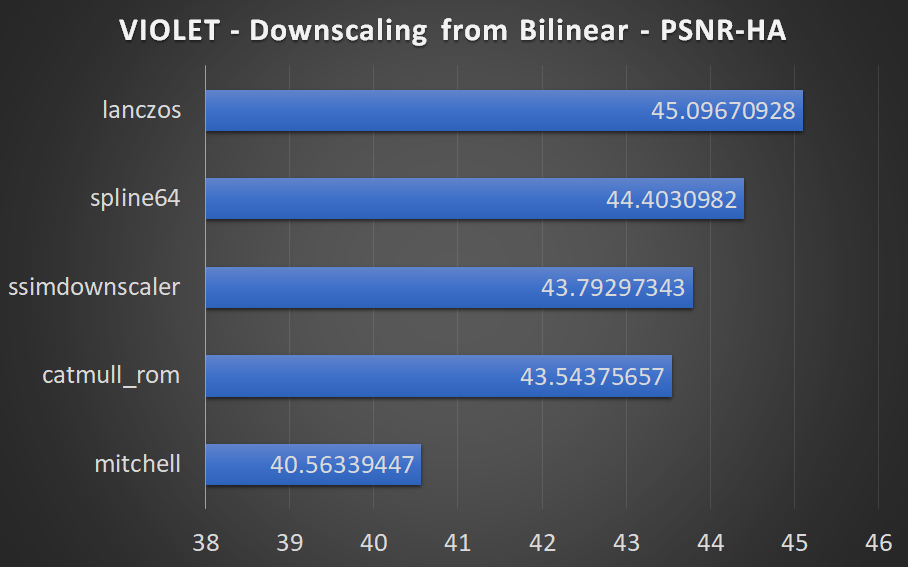 VIOLET - Downscaling from Bilinear - PSNR-HA
lanczos 45.09670928
spline64 44.4030982
ssimdownscaler 43.79297343
catmull_rom 43.54375657
mitchell 40.56339447
38 39 40 41 42 43 44 45 46